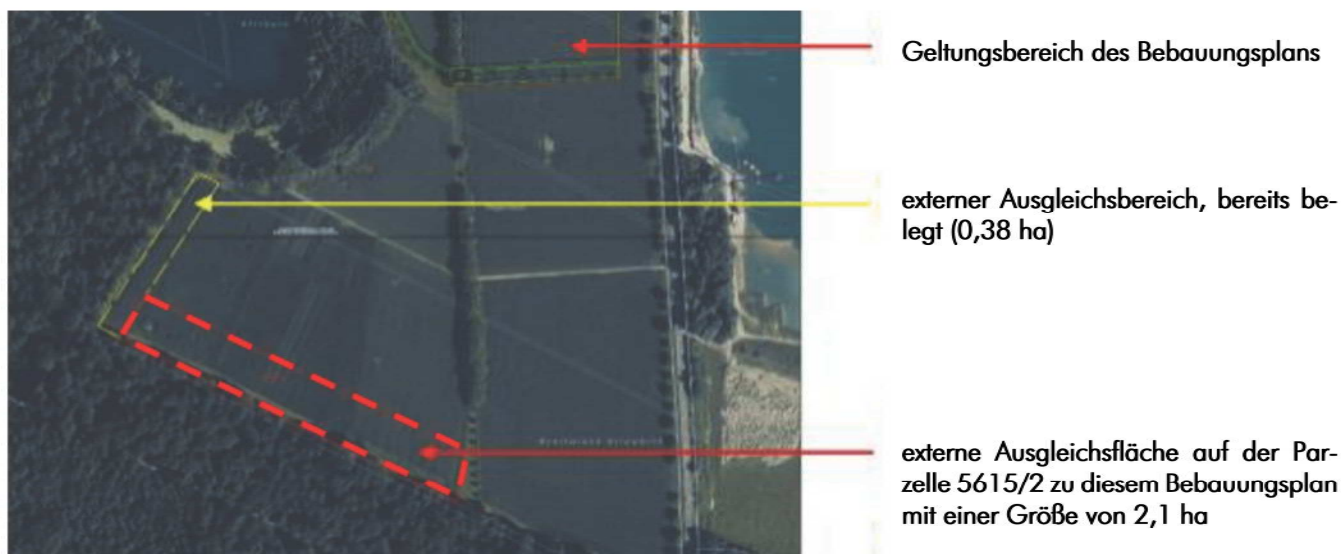 Geltungsbereich des Bebauungsplans
externer Ausgleichsbereich, bereits be-
legt (0,38 ha)
externe Ausgleichsfläche auf der Par-
zelle 5615/2 zu diesem Bebauungsplan
mit einer Größe von 2,1 ha